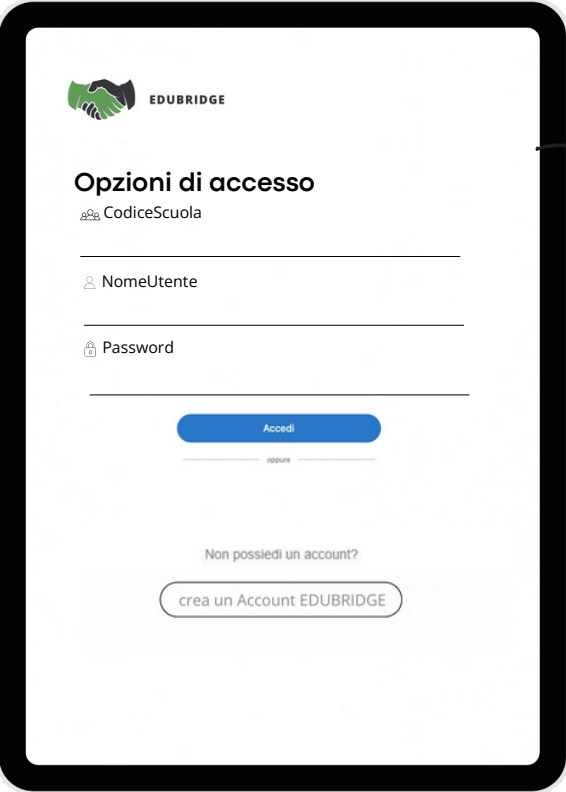 EDUBRIDGE
Opzioni di accesso
CodiceScuola
NomeUtente
Password
Accedi
oppure
Non possiedi un account?
crea un Account EDUBRIDGE